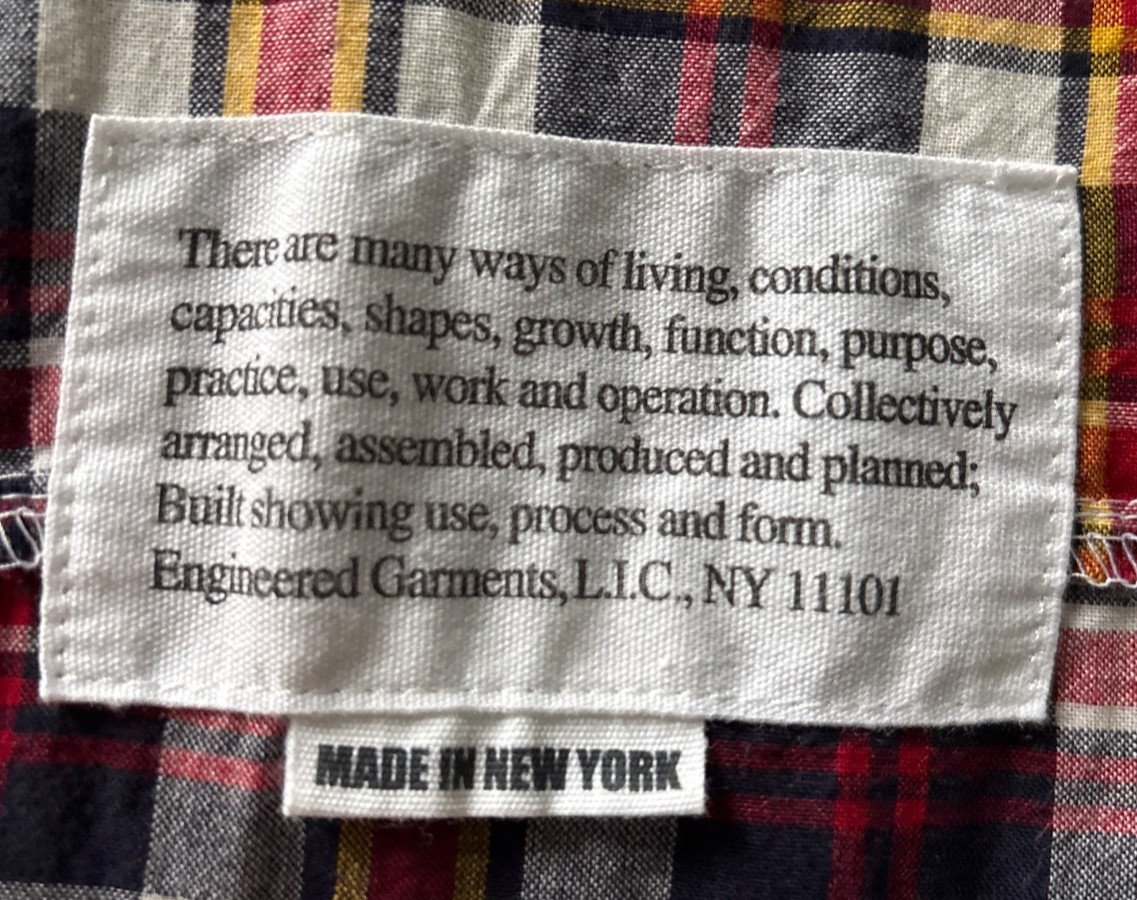 There are many ways of living, conditions,
capacities, shapes, growth, function, purpose,
practice, use, work and operation. Collectively
arranged, assembled, produced and planned;
Built showing use, process and form.
Engineered Garments, L.I.C., NY 11101
MADE IN NEW YORK